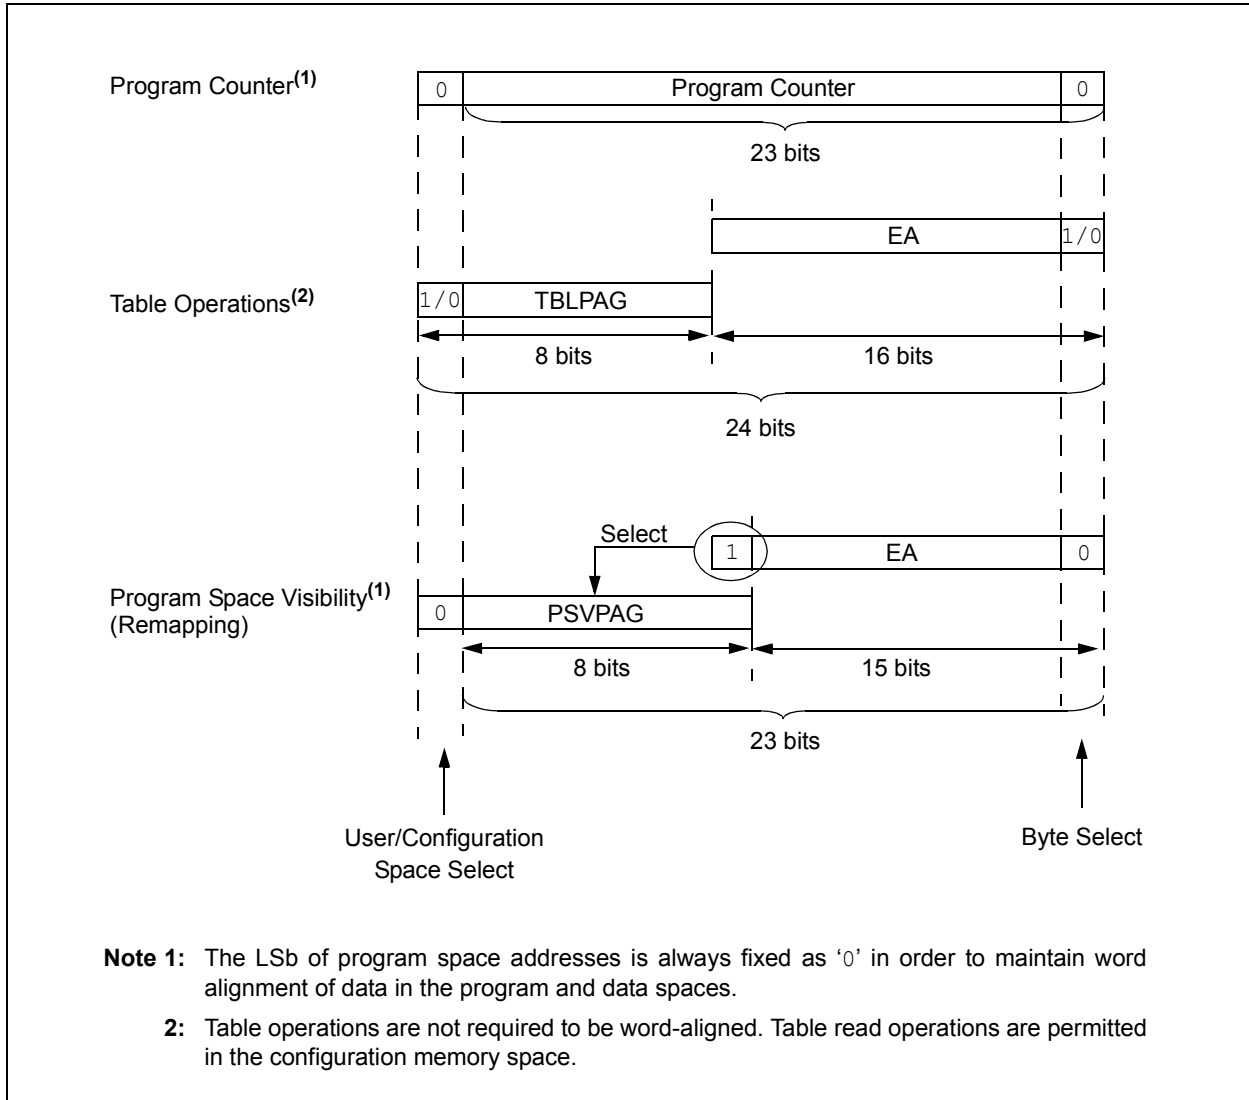 Program Counter(1)
0 Program Counter 0
23 bits
EA 1/0
Table Operations(2)
1/0 TBLPAG
8 bits 16 bits
24 bits
Select
1 EA 0
Program Space Visibility(1)
(Remapping)
0 PSVPAG
8 bits 15 bits
23 bits
User/Configuration
Space Select
Byte Select
Note 1: The LSb of program space addresses is always fixed as ‘0’ in order to maintain word
alignment of data in the program and data spaces.
2: Table operations are not required to be word-aligned. Table read operations are permitted
in the configuration memory space.